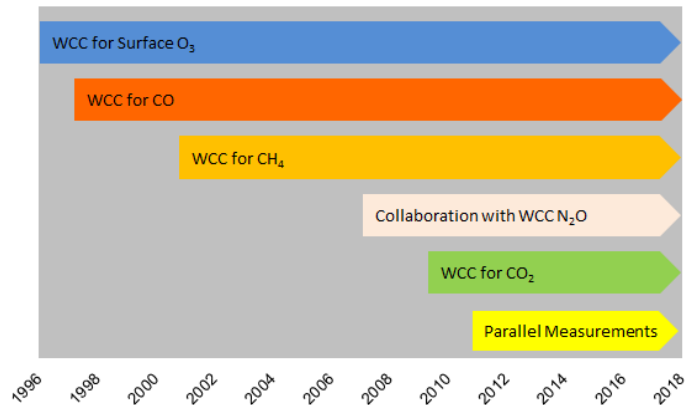 WCC for Surface O₃
WCC for CO
WCC for CH₄
Collaboration with WCC N₂O
WCC for CO₂
Parallel Measurements
1996 1998 2000 2002 2004 2006 2008 2010 2012 2014 2016 2018